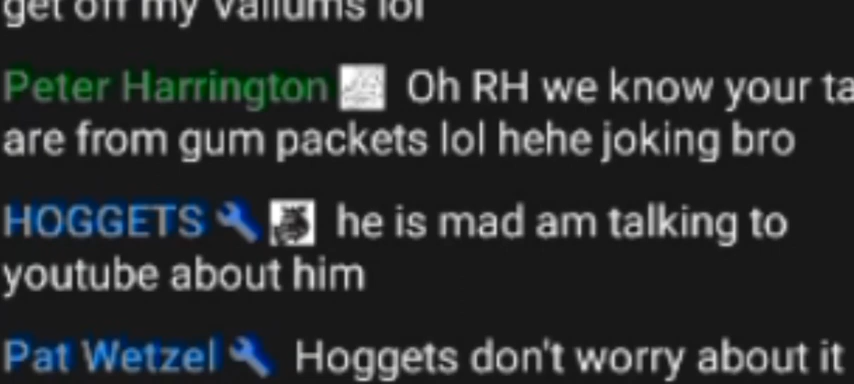 get off my valiums lol
Peter Harrington Oh RH we know your ta
are from gum packets lol hehe joking bro
HOGGETS he is mad am talking to
youtube about him
Pat Wetzel Hoggets don't worry about it